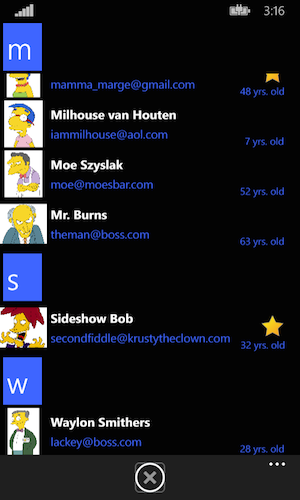 3:16
m
mamma_marge@gmail.com
48 yrs. old
Milhouse van Houten
iammilhouse@aol.com
7 yrs. old
Moe Szyslak
moe@moesbar.com
52 yrs. old
Mr. Burns
theman@boss.com
63 yrs. old
s
Sideshow Bob
secondfiddle@krustytheclown.com
32 yrs. old
w
Waylon Smithers
lackey@boss.com
28 yrs. old